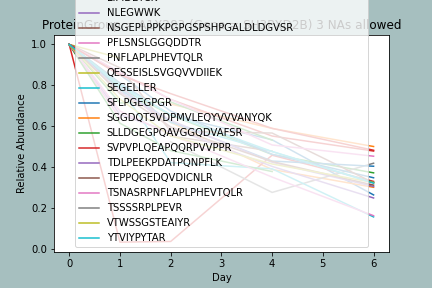 NLEGWWK
NSGEPLPPKPGPGSPSHPGALDLDGVSR
PFLSNSLGGQDDTR
PNFLAPLPHEVTQLR
QESSEISLSVGQVVDIIEK
SEGELLER
SFLPGEGPGR
SGGDQTSVDPMVLEQYVVVANYQK
SLLDGEGPQAVGGQDVAFSR
SVPVPLQEAPQQRPVVPPR
TDLPEEKPDATPQNPFLK
TEPPQGEDQVDICNLR
TSNASRPNFLAPLPHEVTQLR
TSSSSRPLPEVR
VTWSSGSTEAIYR
YTVIYPYTAR
Relative Abundance
1.0
0.8
0.6
0.4
0.2
0.0
0 1 2 3 4 5 6
Day